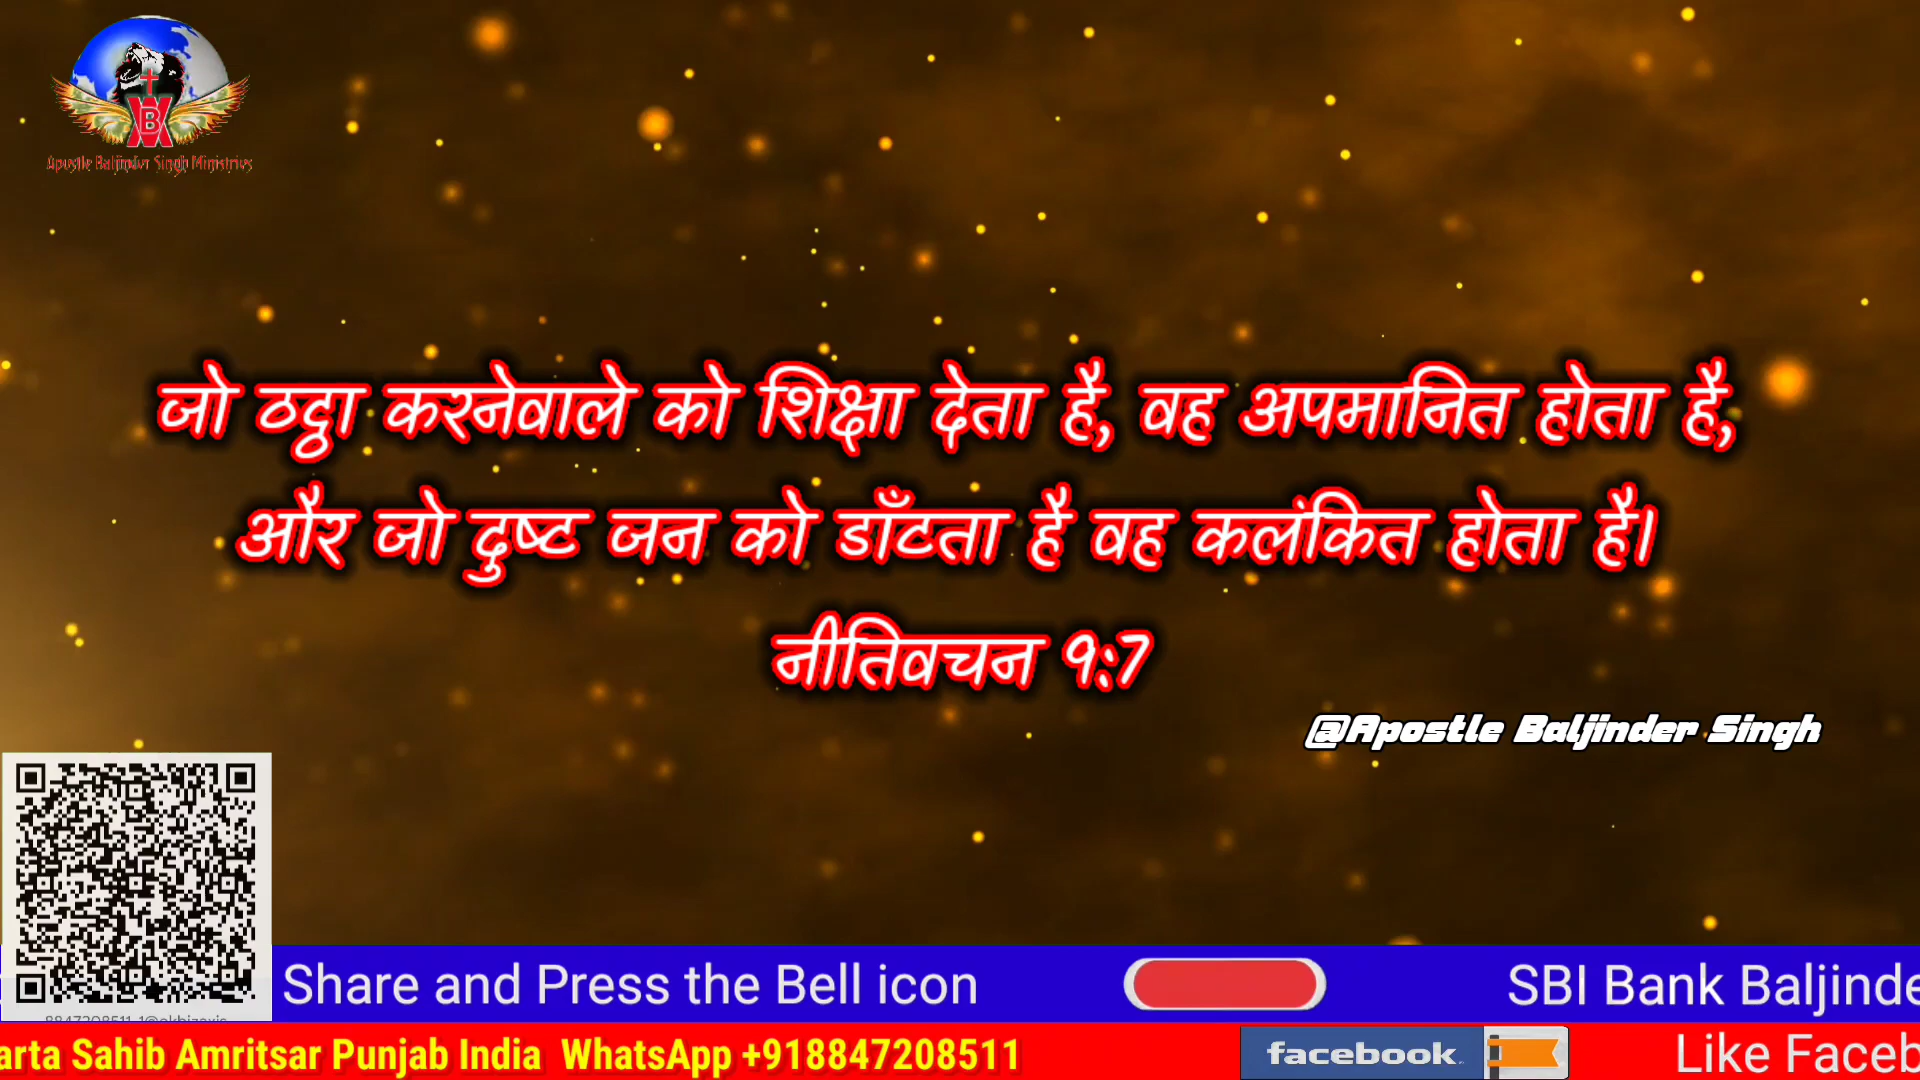 Apostle Baljinder Singh Ministries
जो ठट्ठा करनेवाले को शिक्षा देता है, वह अपमानित होता है,
और जो दुष्ट जन को डाँटता है वह कलंकित होता है।
नीतिवचन 9:7
@Apostle Baljinder Singh
Share and Press the Bell icon SBI Bank Baljinde
arta Sahib Amritsar Punjab India WhatsApp +918847208511 facebook Like Faceb